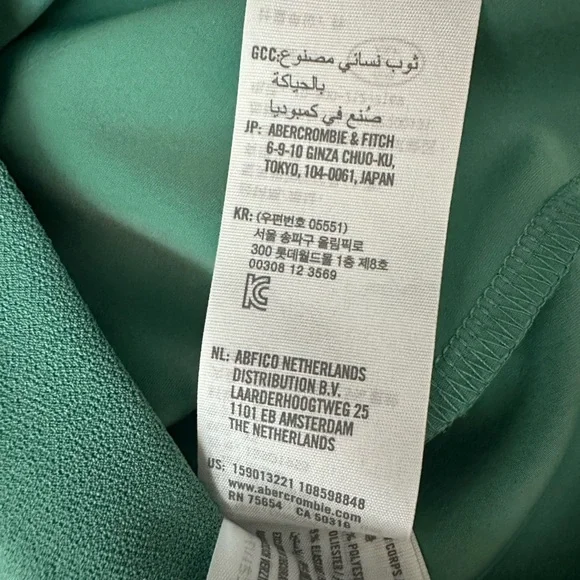 GCC: ثوب نسائي مصنوع
بالحياكة
صُنع في كمبوديا
JP: ABERCROMBIE & FITCH
6-9-10 GINZA CHUO-KU,
TOKYO, 104-0061, JAPAN
KR: (우편번호 05551)
서울 송파구 올림픽로
300 롯데월드몰 1층 제8호
00308 12 3569
NL: ABFICO NETHERLANDS
DISTRIBUTION B.V.
LAARDERHOOGTWEG 25
1101 EB AMSTERDAM
THE NETHERLANDS
US: 159013221 108598848
www.abercrombie.com
RN 75654 CA 50316